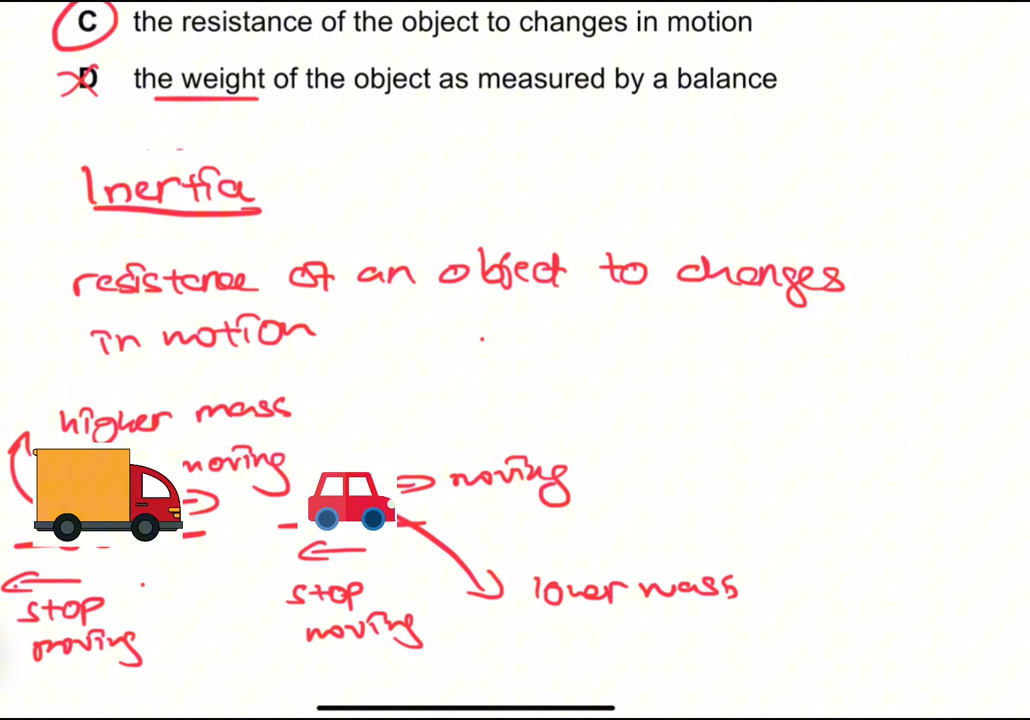 C the resistance of the object to changes in motion
D the weight of the object as measured by a balance
Inertia
resistance of an object to changes
in motion
higher mass
moving
moving
stop
moving
stop
moving
lower mass